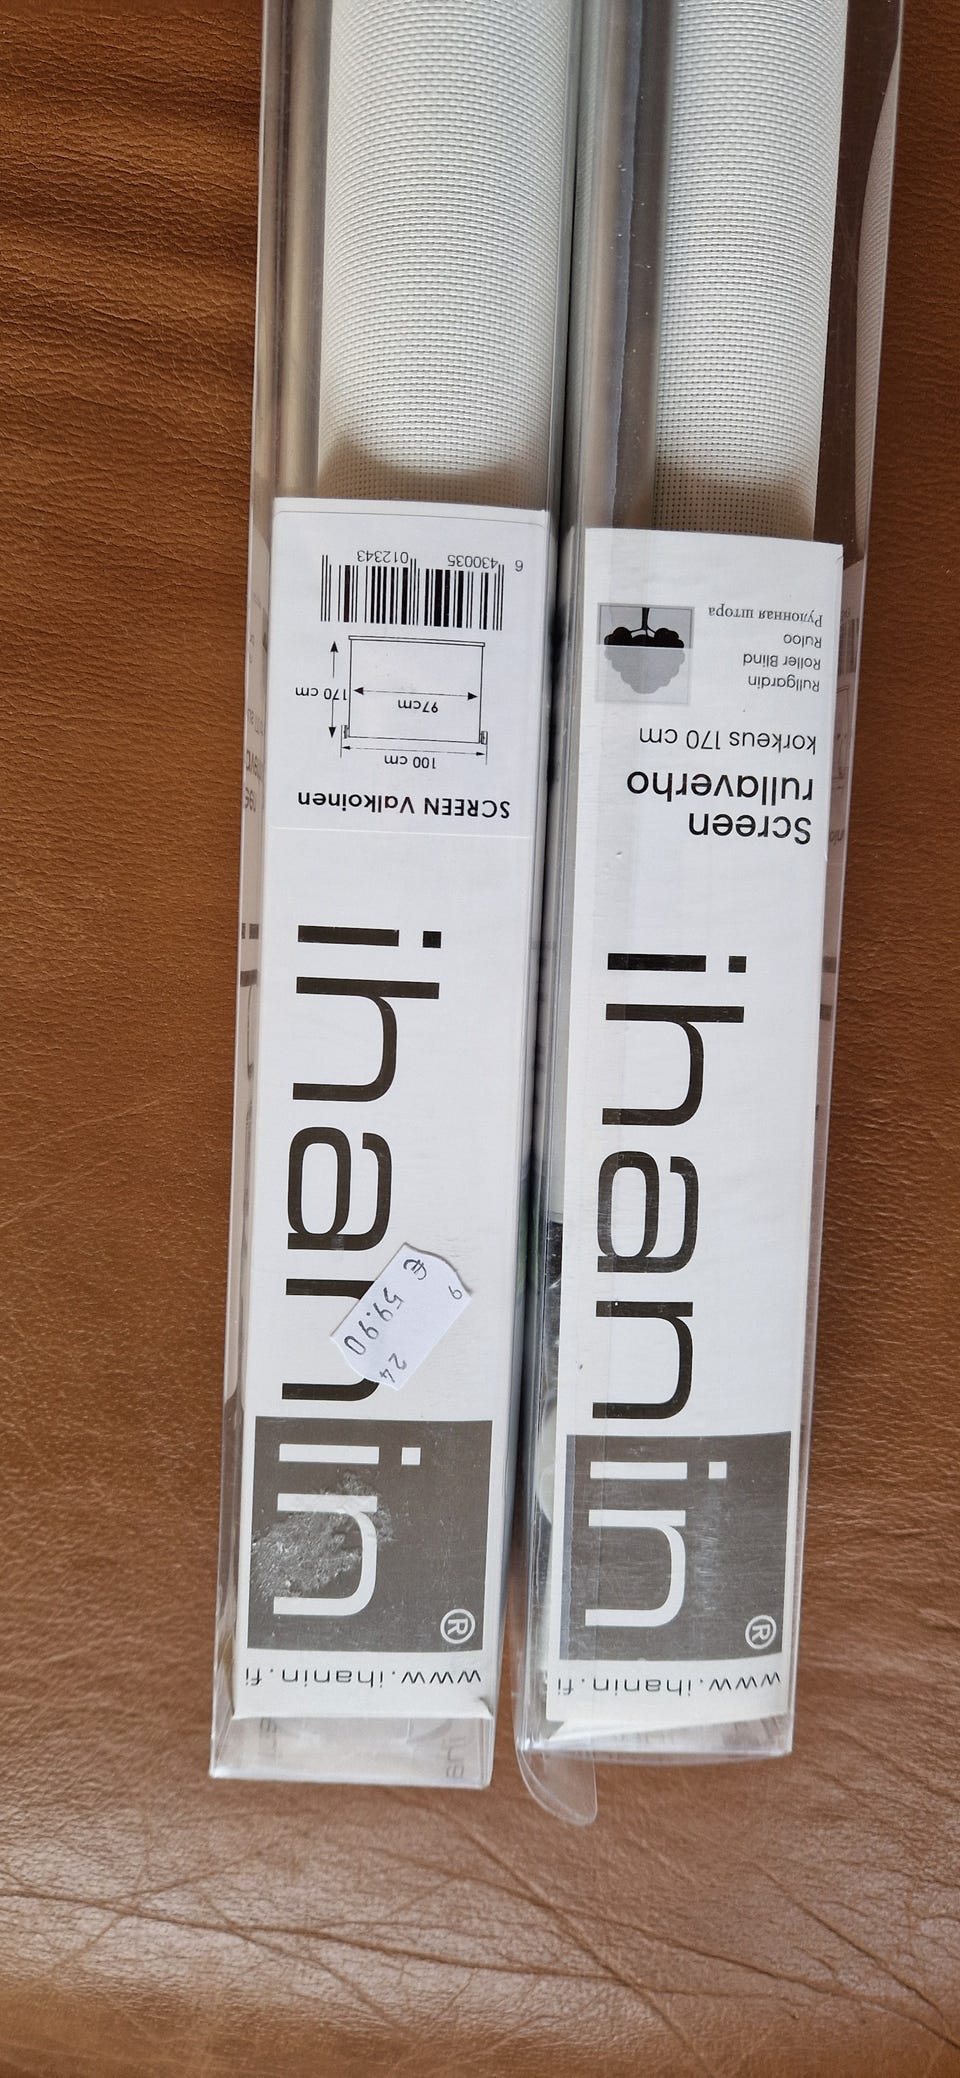 www.ihanin.fi
ihanin®
SCREEN Valkoinen
100 cm
97cm
170 cm
6 430035 012343
9 24
€ 59.90
www.ihanin.fi
ihanin®
Screen
rullaverho
korkeus 170 cm
Rullgardin
Roller Blind
Ruloo
Рулонная штора